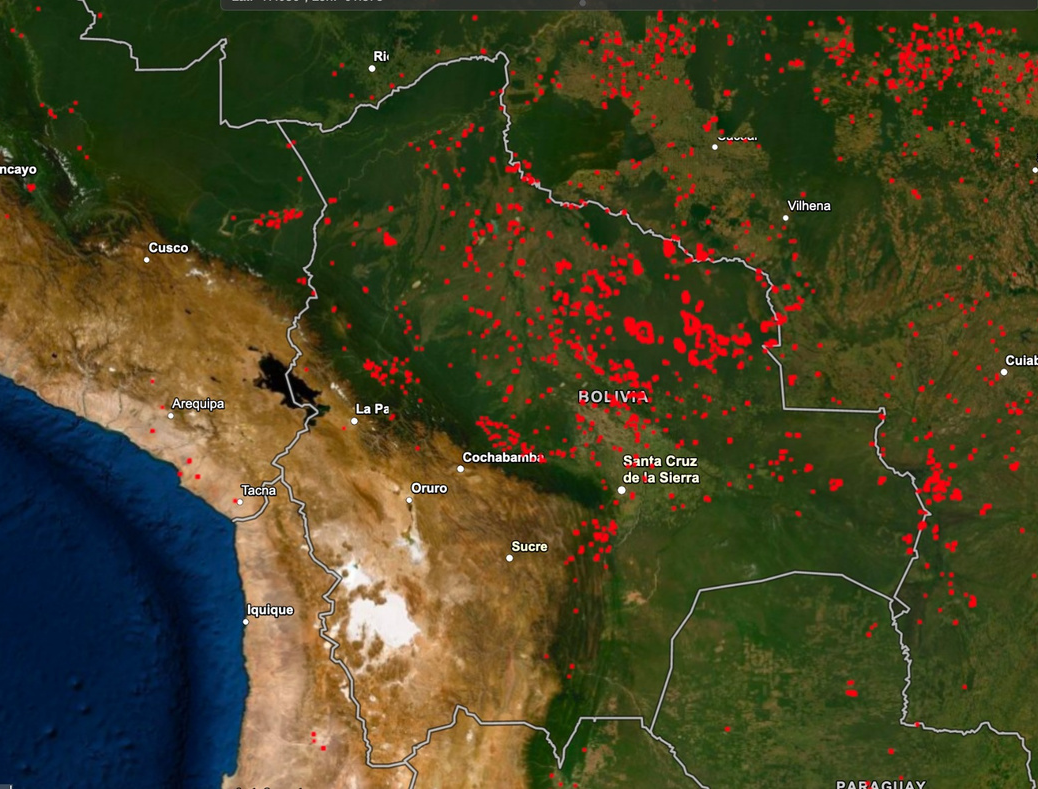 Ri
ncayo
Vilhena
Cusco
Cuiab
BOLIVIA
Arequipa
La Pa
Cochabamba
Santa Cruz
de la Sierra
Oruro
Tacna
Sucre
Iquique
PARAGUAY